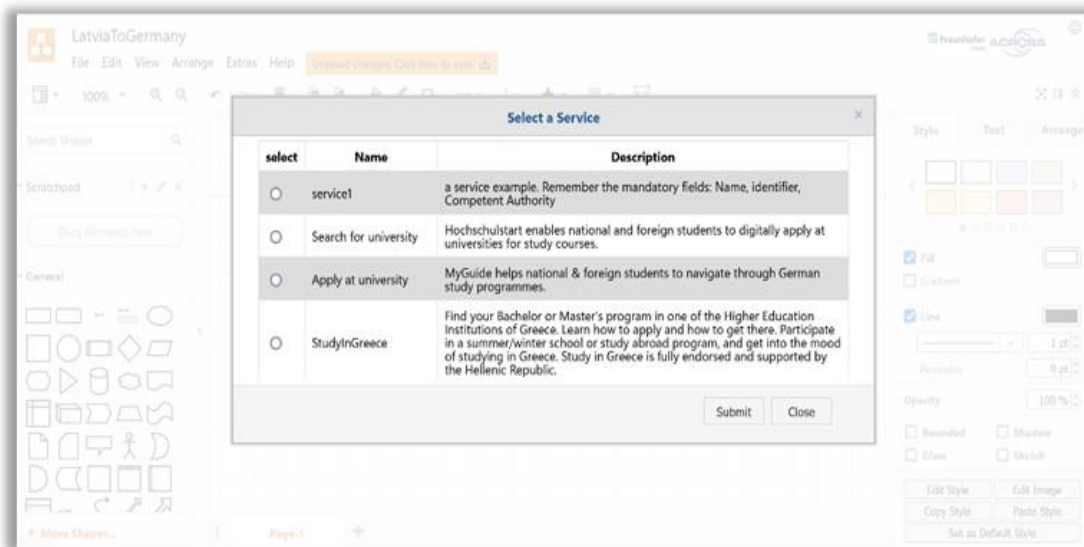 LatviaToGermany
File Edit View Arrange Extras Help Unsaved changes. Click here to save.
Fraunhofer ACROSS
100%
Select a Service
select Name Description
service1
a service example. Remember the mandatory fields: Name, identifier,
Competent Authority
Search for university
Hochschulstart enables national and foreign students to digitally apply at
universities for study courses.
Apply at university
MyGuide helps national & foreign students to navigate through German
study programmes.
StudyInGreece
Find your Bachelor or Master's program in one of the Higher Education
Institutions of Greece. Learn how to apply and how to get there. Participate
in a summer/winter school or study abroad program, and get into the mood
of studying in Greece. Study in Greece is fully endorsed and supported by
the Hellenic Republic.
Submit Close
Search Shapes
Scratchpad
Drag elements here
General
+ More Shapes...
Page-1
Style Text Arrange
Fill
Gradient
Line
1 pt
Perimeter 0 pt
Opacity 100 %
Rounded Shadow
Glass Sketch
Edit Style Edit Image
Copy Style Paste Style
Set as Default Style